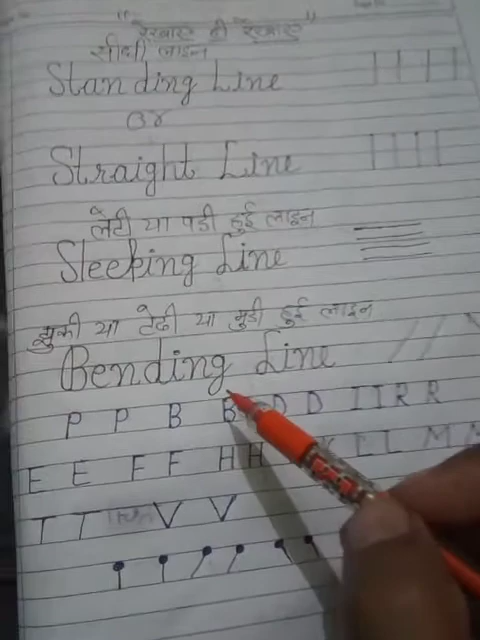 "रेखाएं ही रेखाएं"
सीधी लाइन
Standing Line
Or
Straight Line
लेटी या पडी हुई लाइन
Sleeping Line
झुकी या टेढी या मुडी हुई लाइन
Bending Line
P P B B D D I I R R
E E F F H H L L M M
T T V V